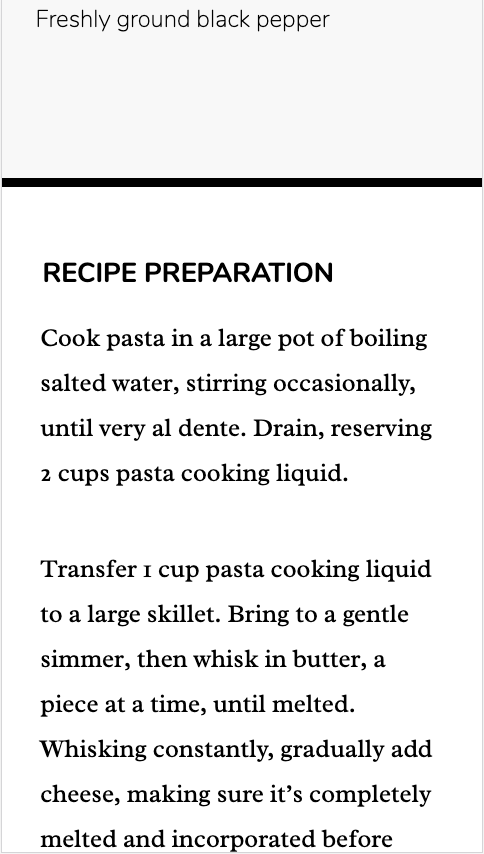 Freshly ground black pepper
RECIPE PREPARATION
Cook pasta in a large pot of boiling
salted water, stirring occasionally,
until very al dente. Drain, reserving
2 cups pasta cooking liquid.
Transfer 1 cup pasta cooking liquid
to a large skillet. Bring to a gentle
simmer, then whisk in butter, a
piece at a time, until melted.
Whisking constantly, gradually add
cheese, making sure it’s completely
melted and incorporated before